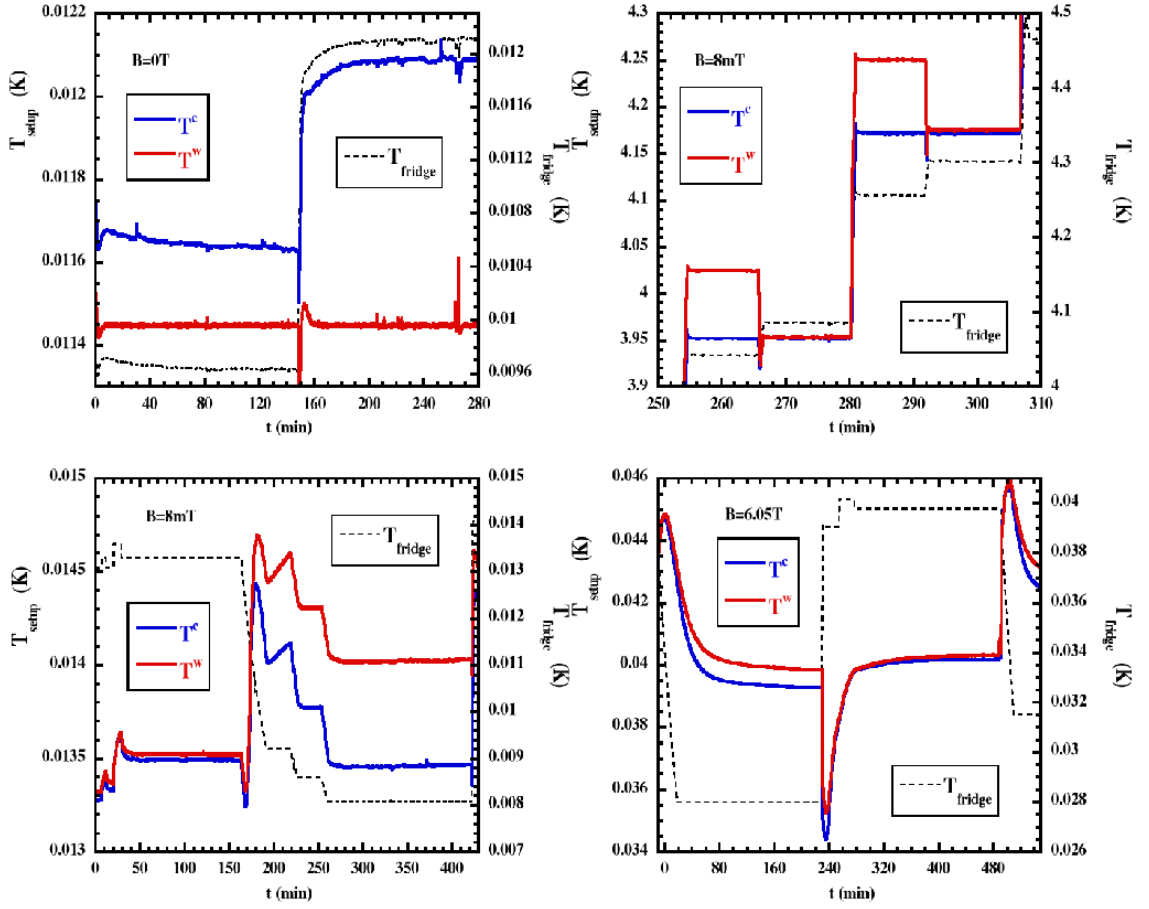 0.0122
0.012
0.0118
0.0116
0.0114
T_setup (K)
B=0T
T^c
T^w
T_fridge
0.012
0.0116
0.0112
0.0108
0.0104
0.01
0.0096
T_fridge (K)
0 40 80 120 160 200 240 280
t (min)
4.3
4.25
4.2
4.15
4.1
4.05
4
3.95
3.9
T_setup (K)
B=8mT
T^c
T^w
T_fridge
4.5
4.4
4.3
4.2
4.1
4
T_fridge (K)
250 260 270 280 290 300 310
t (min)
0.015
0.0145
0.014
0.0135
0.013
T_setup (K)
B=8mT
T_fridge
T^c
T^w
0.015
0.014
0.013
0.012
0.011
0.01
0.009
0.008
0.007
T_fridge (K)
0 50 100 150 200 250 300 350 400
t (min)
0.046
0.044
0.042
0.04
0.038
0.036
0.034
T_setup (K)
B=6.05T
T^c
T^w
T_fridge
0.04
0.038
0.036
0.034
0.032
0.03
0.028
0.026
T_fridge (K)
0 80 160 240 320 400 480
t (min)